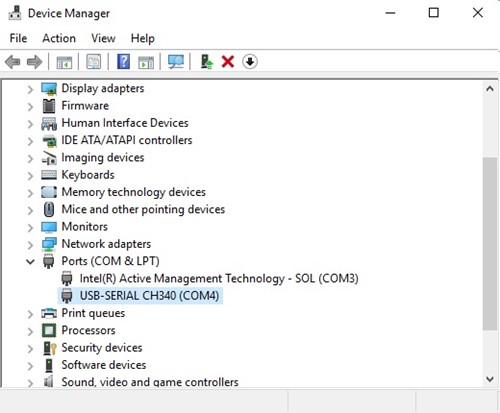 Device Manager
File Action View Help
Display adapters
Firmware
Human Interface Devices
IDE ATA/ATAPI controllers
Imaging devices
Keyboards
Memory technology devices
Mice and other pointing devices
Monitors
Network adapters
Ports (COM & LPT)
Intel(R) Active Management Technology - SOL (COM3)
USB-SERIAL CH340 (COM4)
Print queues
Processors
Security devices
Software devices
Sound, video and game controllers